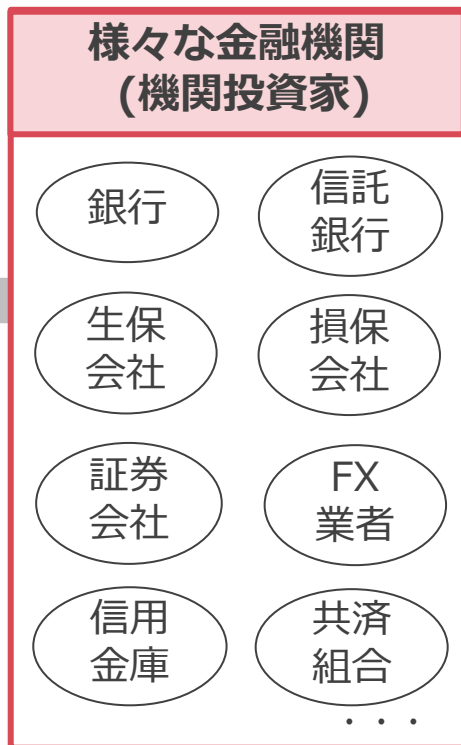 様々な金融機関
(機関投資家)
銀行
信託
銀行
生保
会社
損保
会社
証券
会社
FX
業者
信用
金庫
共済
組合
・・・